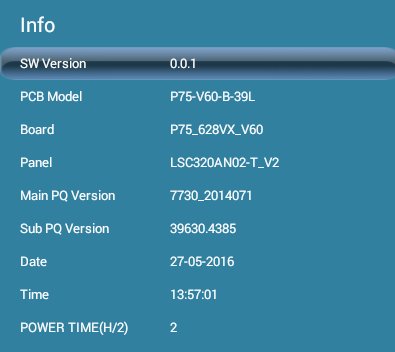 Info
SW Version 0.0.1
PCB Model P75-V60-B-39L
Board P75_628VX_V60
Panel LSC320AN02-T_V2
Main PQ Version 7730_2014071
Sub PQ Version 39630.4385
Date 27-05-2016
Time 13:57:01
POWER TIME(H/2) 2